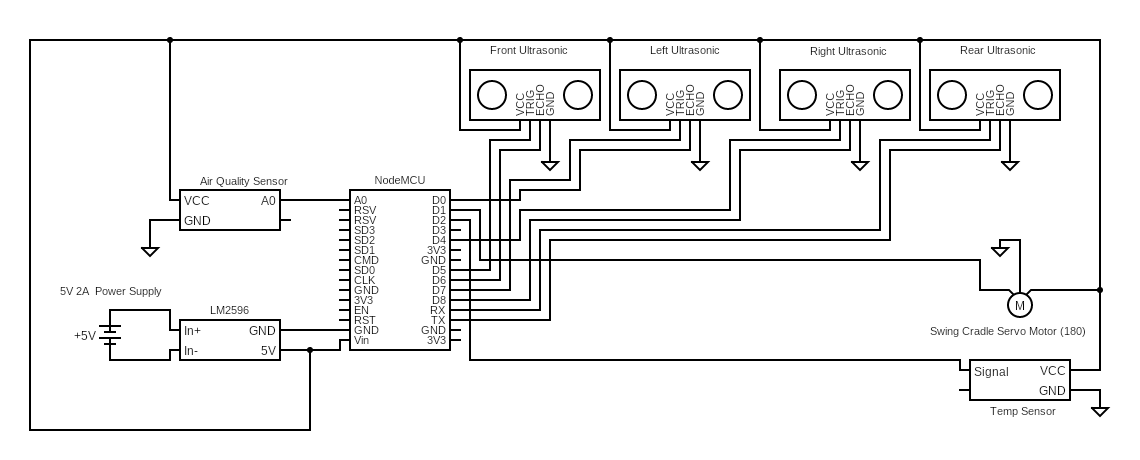 Front Ultrasonic
Left Ultrasonic
Right Ultrasonic
Rear Ultrasonic
VCC
TRIG
ECHO
GND
VCC
TRIG
ECHO
GND
VCC
TRIG
ECHO
GND
VCC
TRIG
ECHO
GND
Air Quality Sensor
VCC A0
GND
NodeMCU
A0 D0
RSV D1
RSV D2
SD3 D3
SD2 D4
SD1 3V3
CMD GND
SD0 D5
CLK D6
GND D7
3V3 D8
EN RX
RST TX
GND GND
Vin 3V3
5V 2A Power Supply
+5V
LM2596
In+ GND
In- 5V
M
Swing Cradle Servo Motor (180)
Signal VCC
GND
Temp Sensor